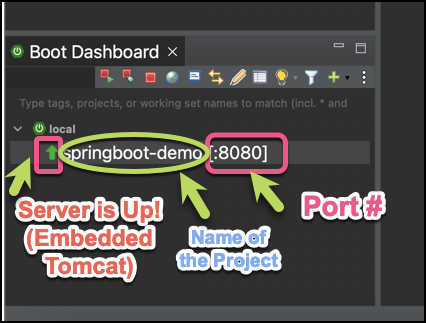 Boot Dashboard
Type tags, projects, or working set names to match (incl. * and
local
springboot-demo [:8080]
Server is Up!
(Embedded
Tomcat)
Name of
the Project
Port #